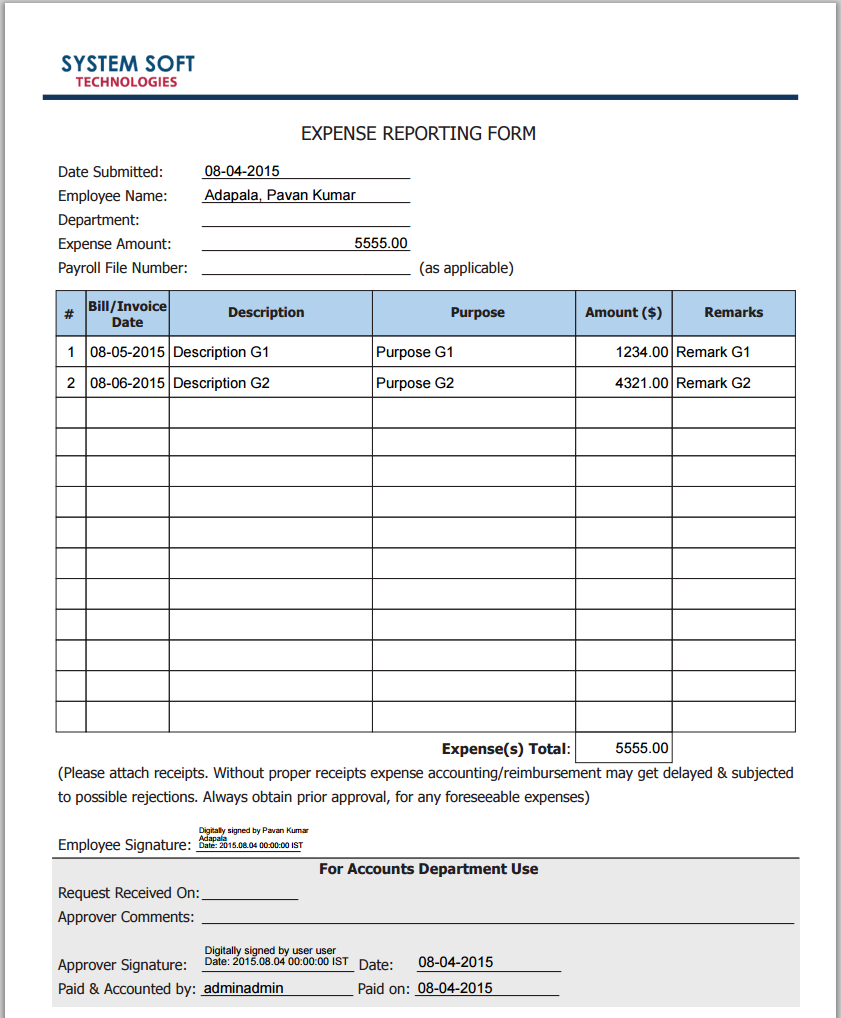 SYSTEM SOFT
TECHNOLOGIES
EXPENSE REPORTING FORM
Date Submitted: 08-04-2015
Employee Name: Adapala, Pavan Kumar
Department:
Expense Amount: 5555.00
Payroll File Number: (as applicable)
# Bill/Invoice Date Description Purpose Amount ($) Remarks
1 08-05-2015 Description G1 Purpose G1 1234.00 Remark G1
2 08-06-2015 Description G2 Purpose G2 4321.00 Remark G2
Expense(s) Total: 5555.00
(Please attach receipts. Without proper receipts expense accounting/reimbursement may get delayed & subjected
to possible rejections. Always obtain prior approval, for any foreseeable expenses)
Digitally signed by Pavan Kumar
Adapala
Employee Signature: Date: 2015.08.04 00:00:00 IST
For Accounts Department Use
Request Received On:
Approver Comments:
Digitally signed by user user
Approver Signature: Date: 2015.08.04 00:00:00 IST Date: 08-04-2015
Paid & Accounted by: adminadmin Paid on: 08-04-2015